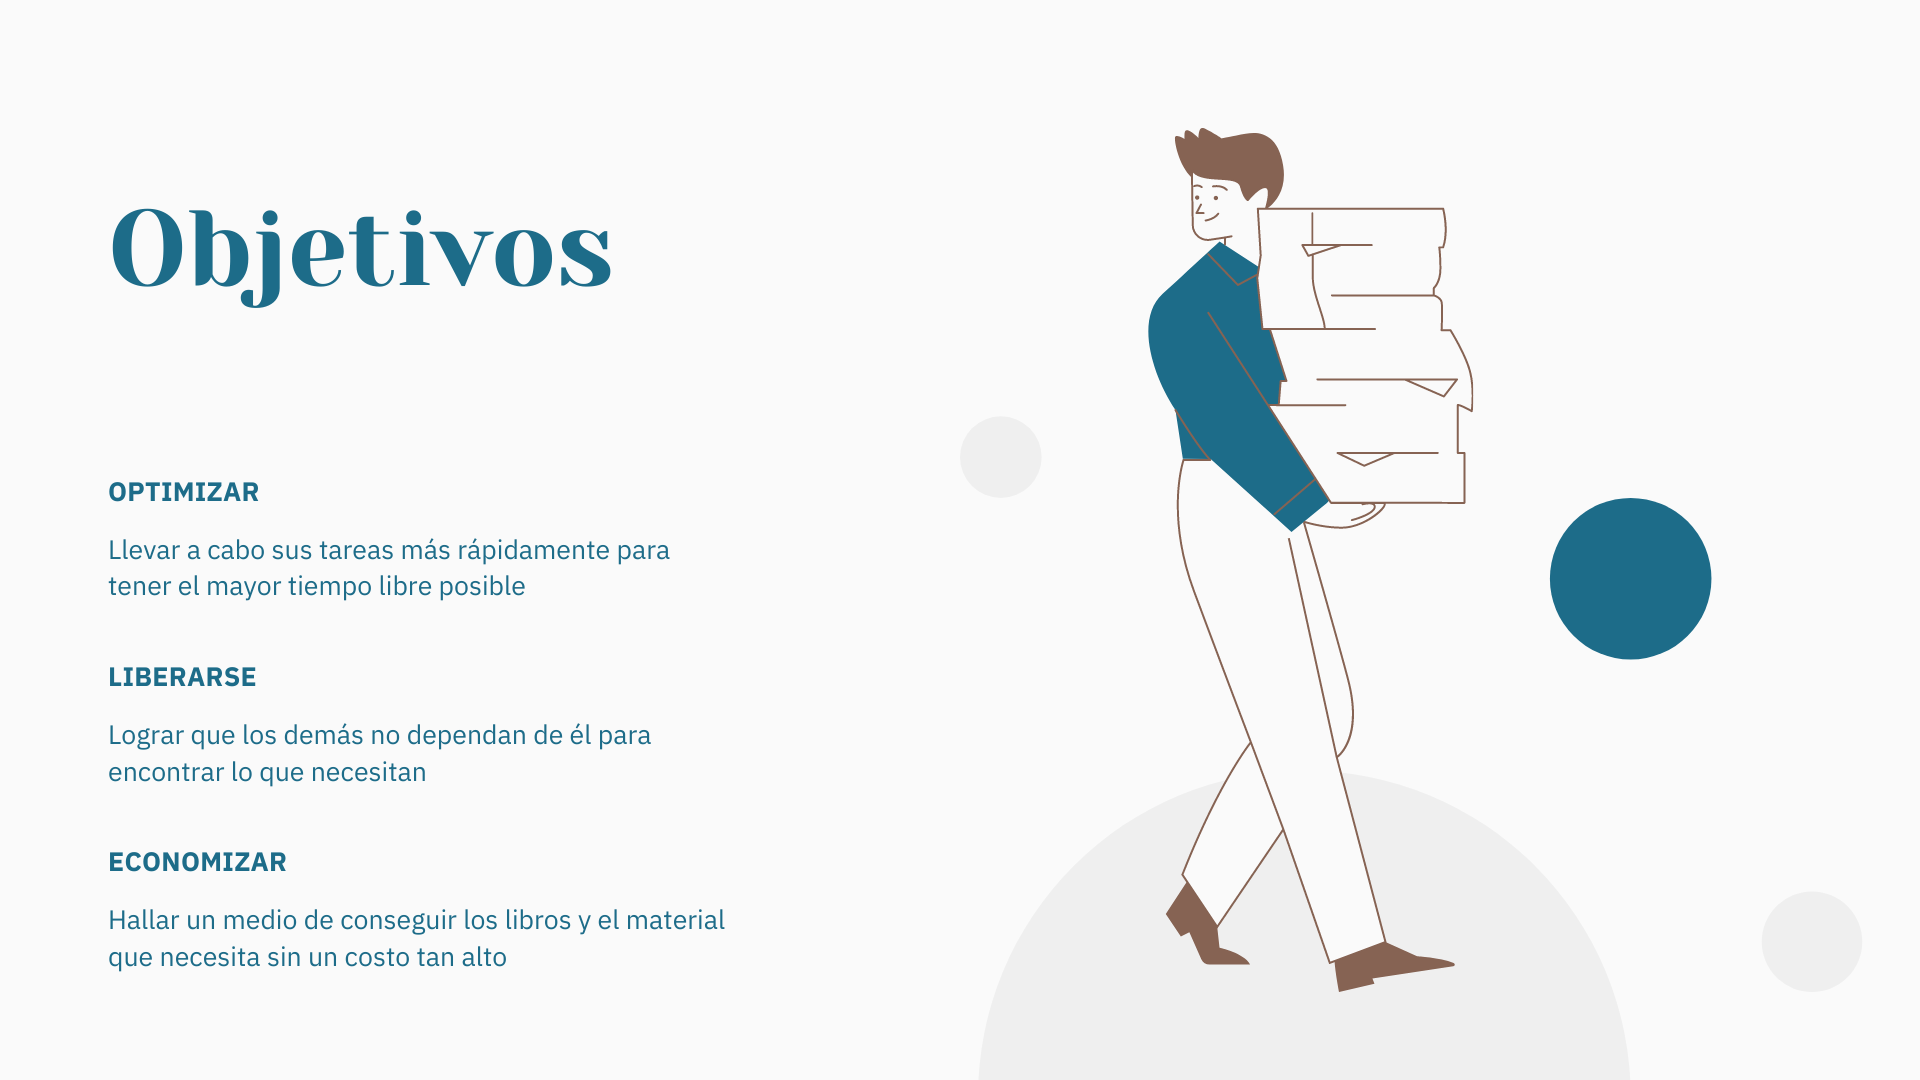 Objetivos
OPTIMIZAR
Llevar a cabo sus tareas más rápidamente para
tener el mayor tiempo libre posible
LIBERARSE
Lograr que los demás no dependan de él para
encontrar lo que necesitan
ECONOMIZAR
Hallar un medio de conseguir los libros y el material
que necesita sin un costo tan alto